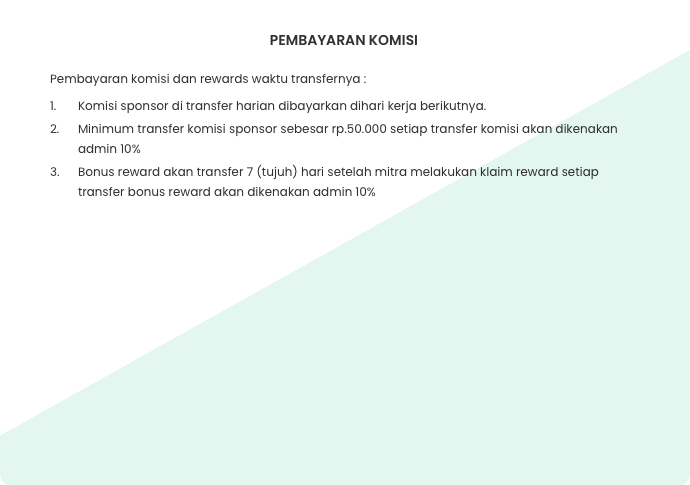 PEMBAYARAN KOMISI
Pembayaran komisi dan rewards waktu transfernya :
1. Komisi sponsor di transfer harian dibayarkan dihari kerja berikutnya.
2. Minimum transfer komisi sponsor sebesar rp.50.000 setiap transfer komisi akan dikenakan
admin 10%
3. Bonus reward akan transfer 7 (tujuh) hari setelah mitra melakukan klaim reward setiap
transfer bonus reward akan dikenakan admin 10%